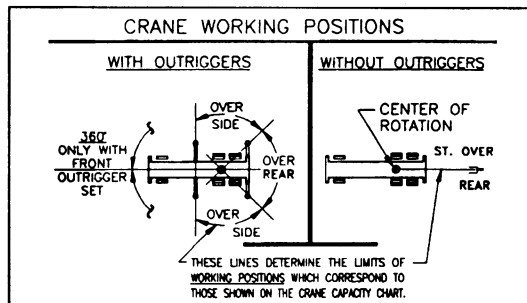 CRANE WORKING POSITIONS
WITH OUTRIGGERS
OVER
SIDE
360°
ONLY WITH
FRONT
OUTRIGGER
SET
OVER
REAR
OVER
SIDE
WITHOUT OUTRIGGERS
CENTER OF
ROTATION
ST. OVER
REAR
THESE LINES DETERMINE THE LIMITS OF
WORKING POSITIONS WHICH CORRESPOND TO
THOSE SHOWN ON THE CRANE CAPACITY CHART.